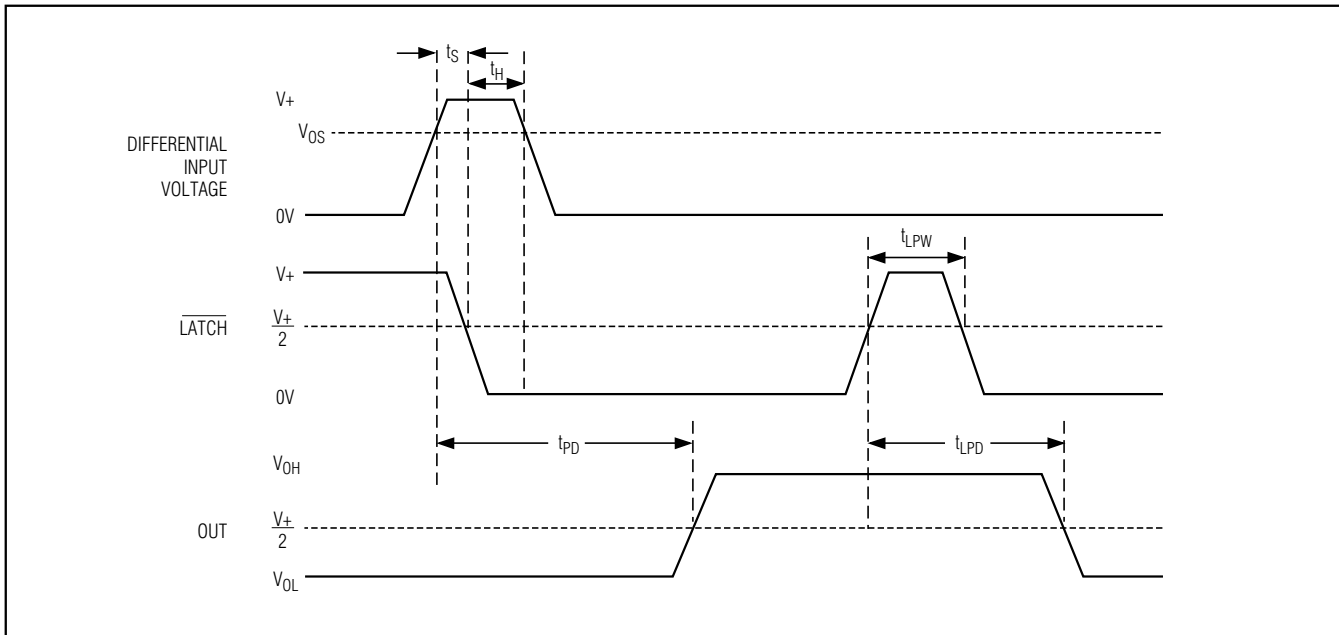 tS
tH
V+
VOS
DIFFERENTIAL
INPUT
VOLTAGE
0V
tLPW
V+
LATCH
V+
2
0V
tPD
tLPD
VOH
OUT
V+
2
VOL